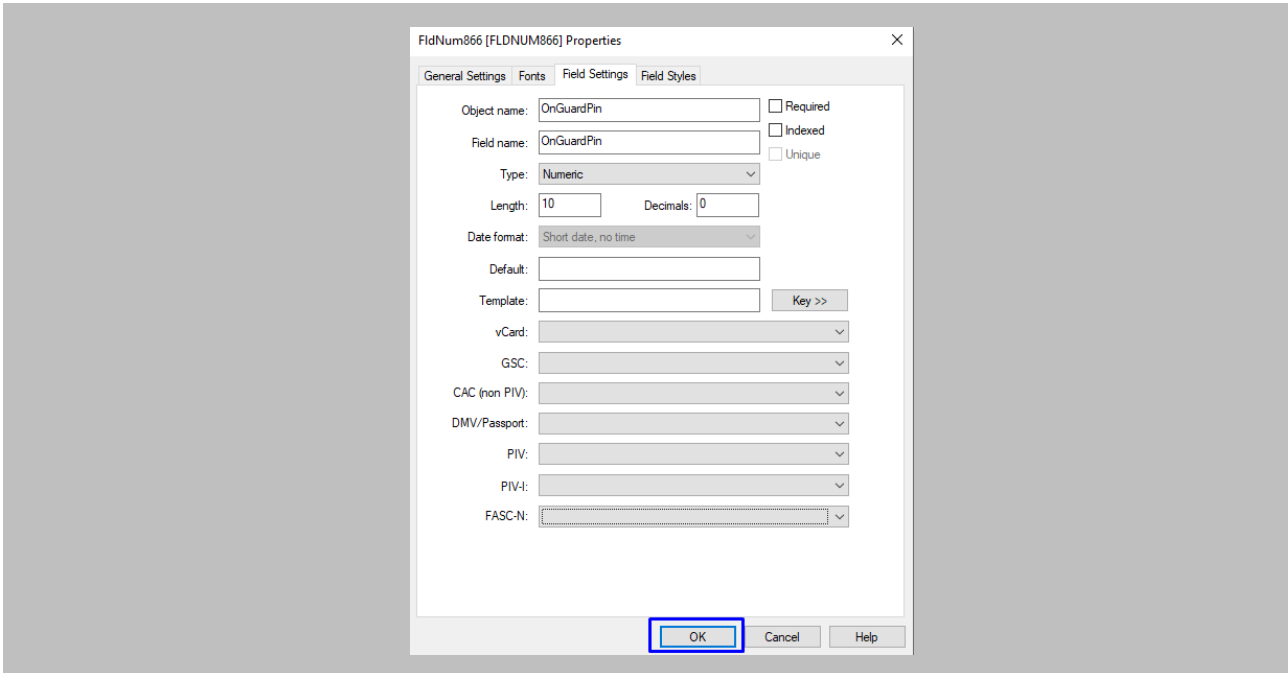 FldNum866 [FLDNUM866] Properties
General Settings Fonts Field Settings Field Styles
Object name: OnGuardPin Required
Field name: OnGuardPin Indexed
Unique
Type: Numeric
Length: 10 Decimals: 0
Date format: Short date, no time
Default:
Template: Key >>
vCard:
GSC:
CAC (non PIV):
DMV/Passport:
PIV:
PIV-I:
FASC-N:
OK Cancel Help